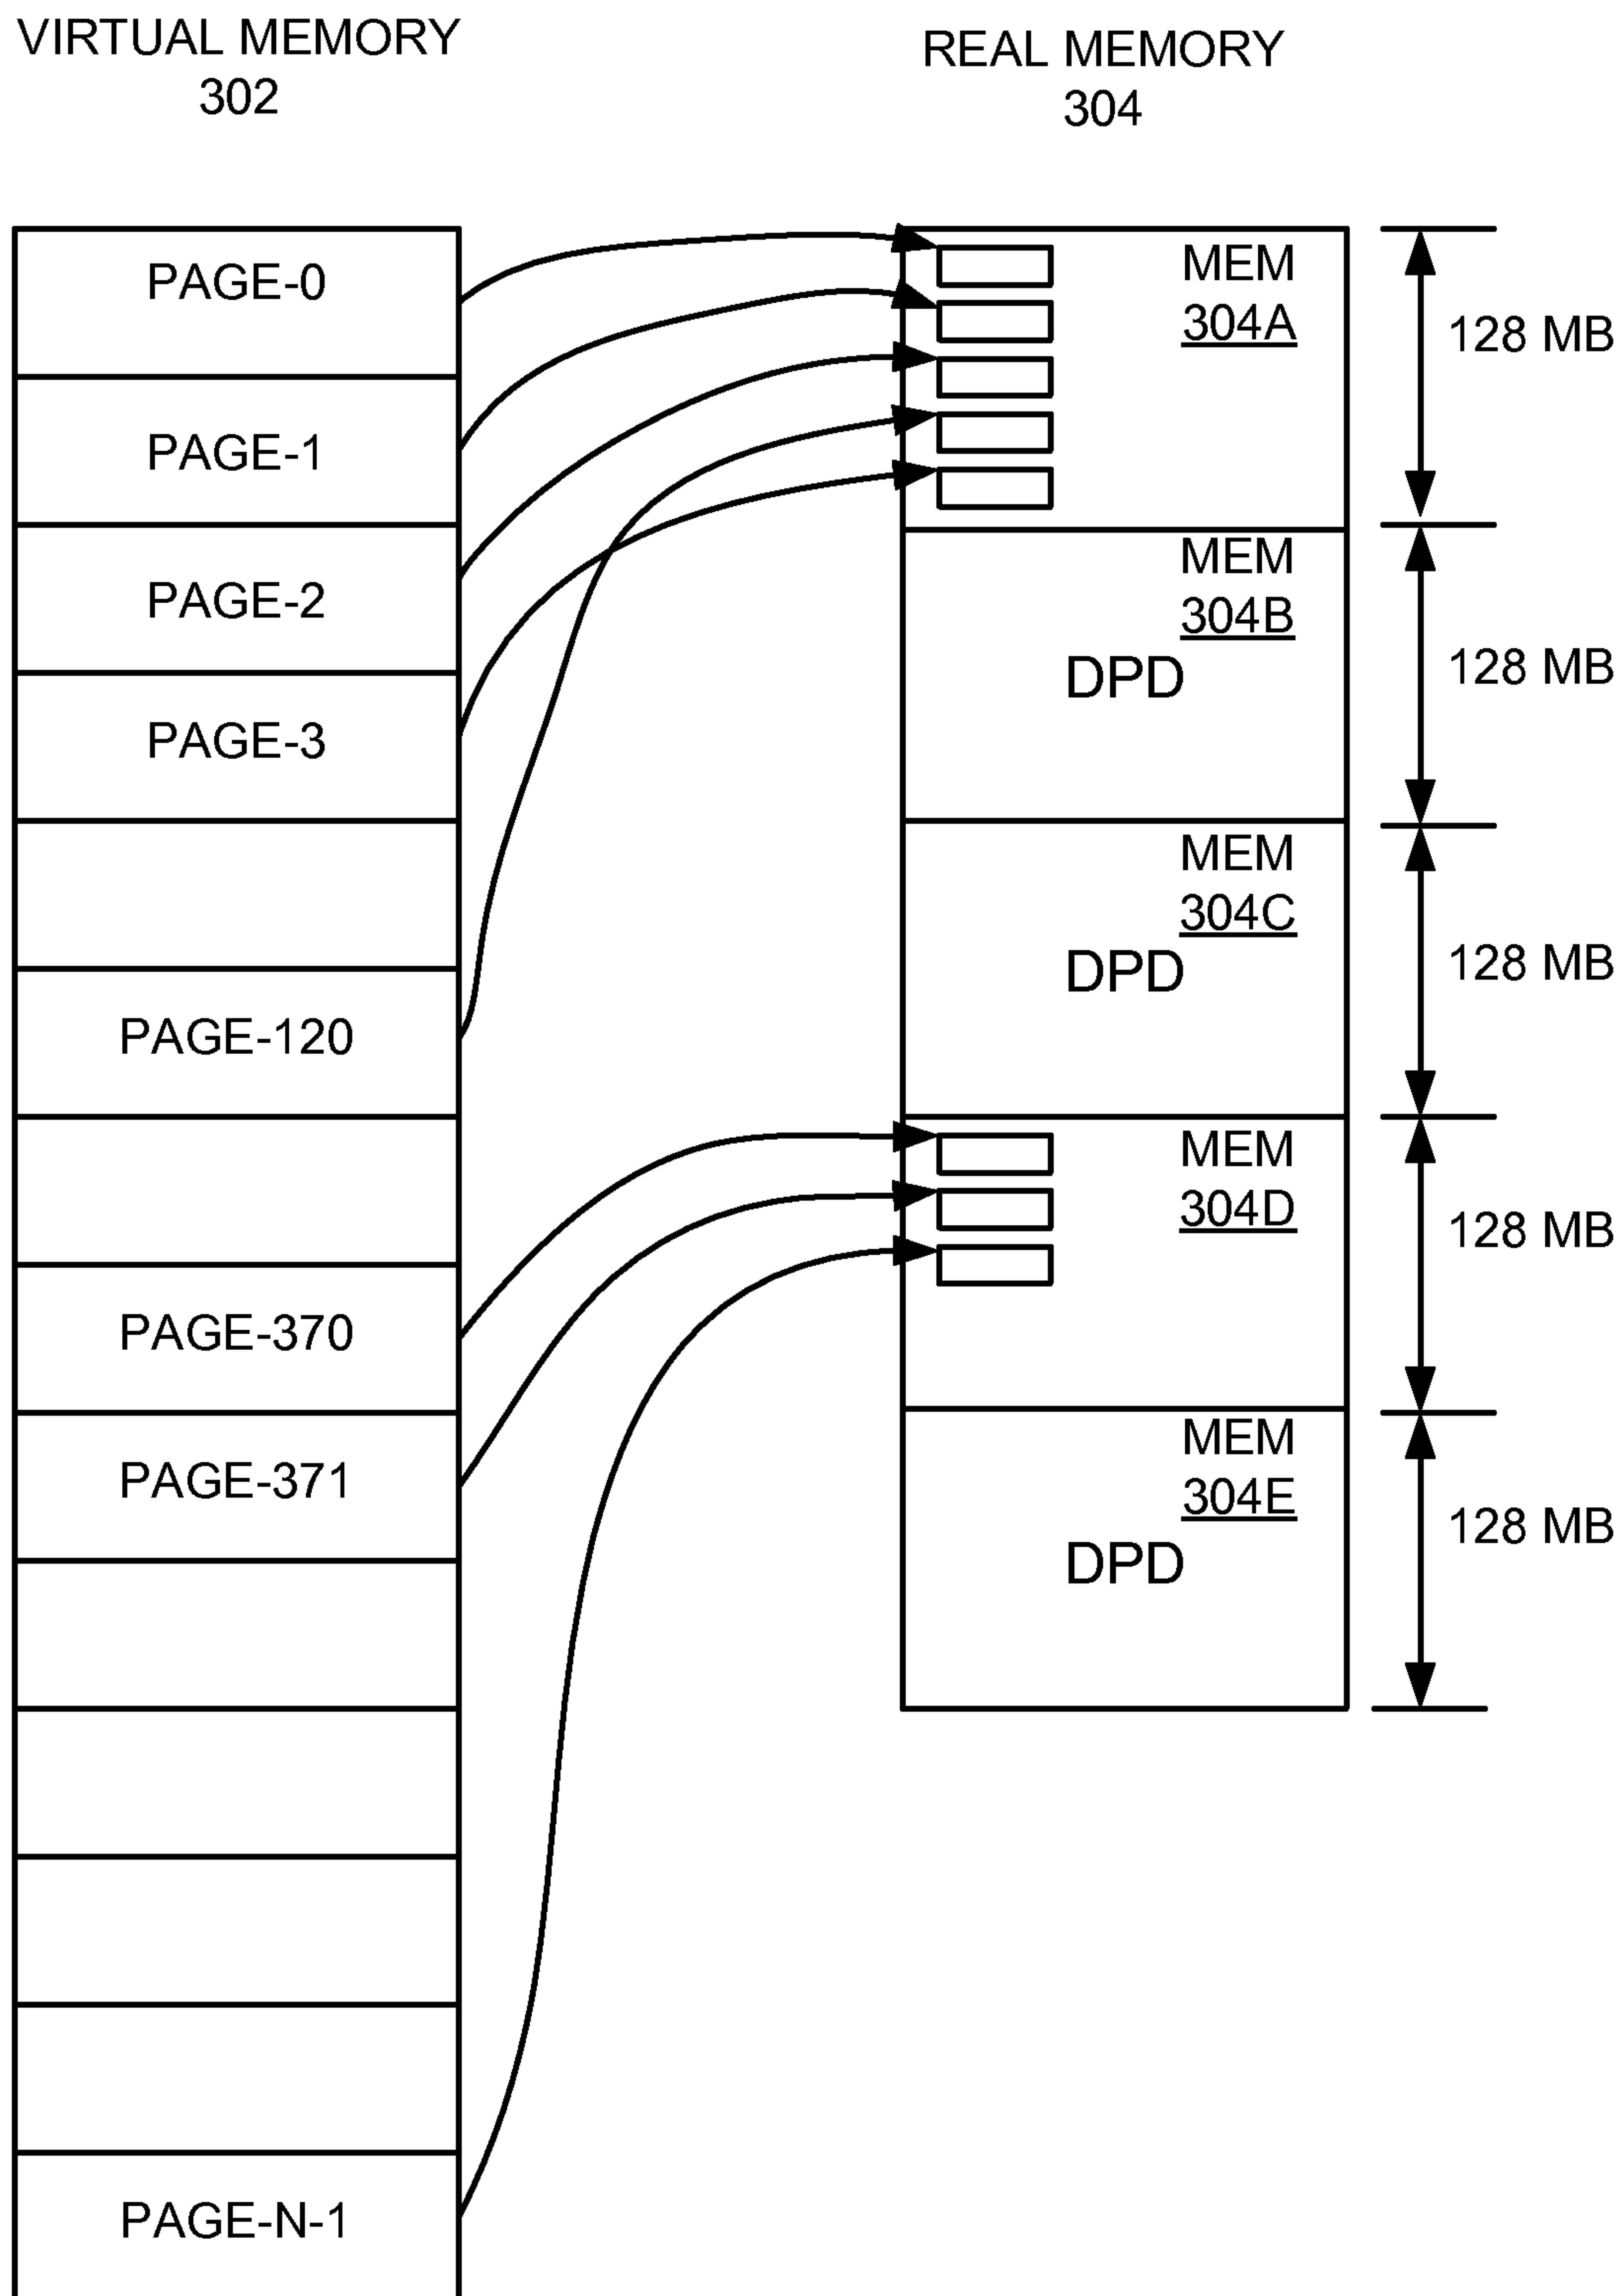 VIRTUAL MEMORY
302
REAL MEMORY
304
PAGE-0
PAGE-1
PAGE-2
PAGE-3
PAGE-120
PAGE-370
PAGE-371
PAGE-N-1
MEM
304A
128 MB
MEM
304B
DPD
128 MB
MEM
304C
DPD
128 MB
MEM
304D
128 MB
MEM
304E
DPD
128 MB